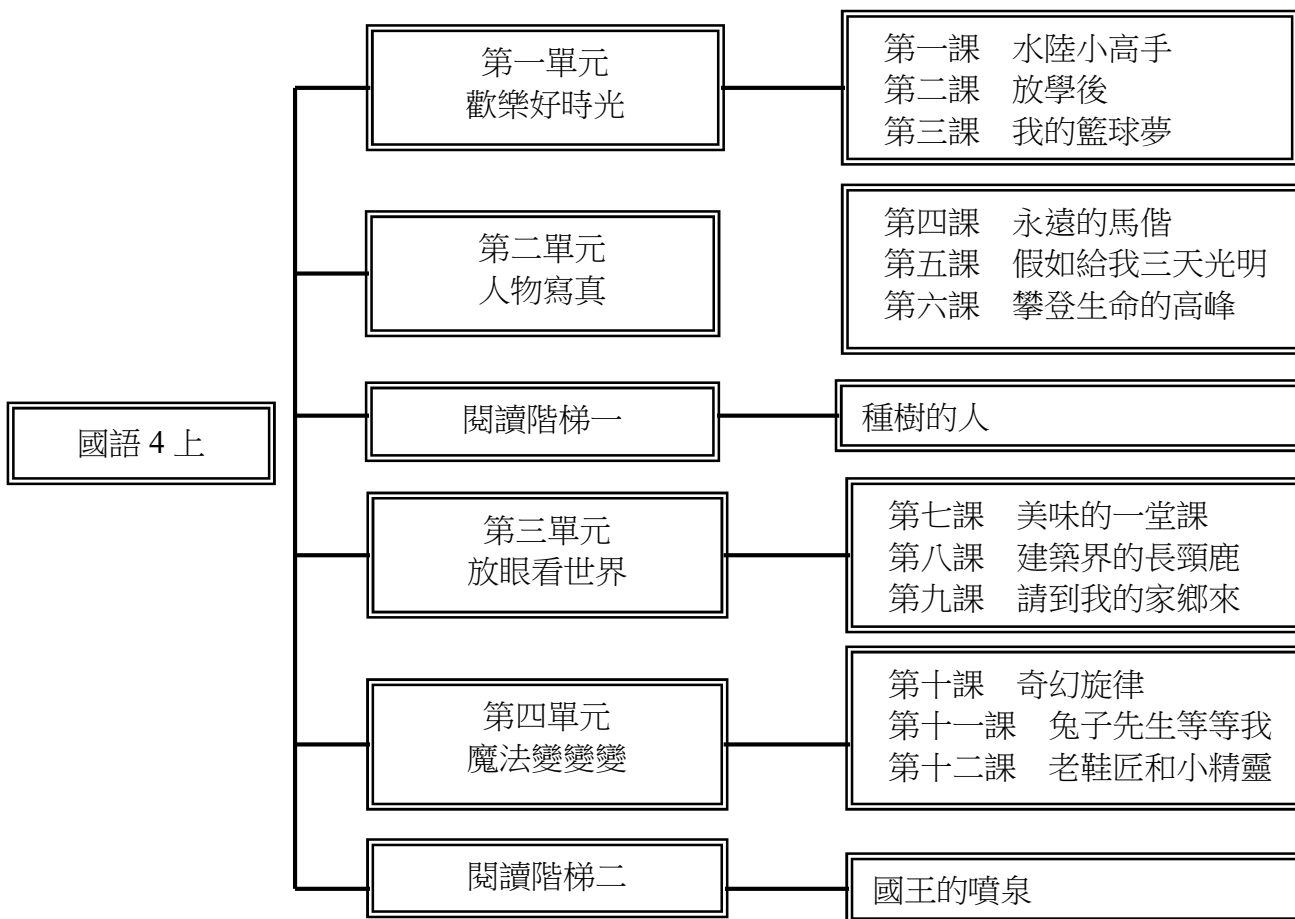 國語 4 上
第一單元
歡樂好時光
第一課　水陸小高手
第二課　放學後
第三課　我的籃球夢
第二單元
人物寫真
第四課　永遠的馬偕
第五課　假如給我三天光明
第六課　攀登生命的高峰
閱讀階梯一
種樹的人
第三單元
放眼看世界
第七課　美味的一堂課
第八課　建築界的長頸鹿
第九課　請到我的家鄉來
第四單元
魔法變變變
第十課　奇幻旋律
第十一課　兔子先生等等我
第十二課　老鞋匠和小精靈
閱讀階梯二
國王的噴泉